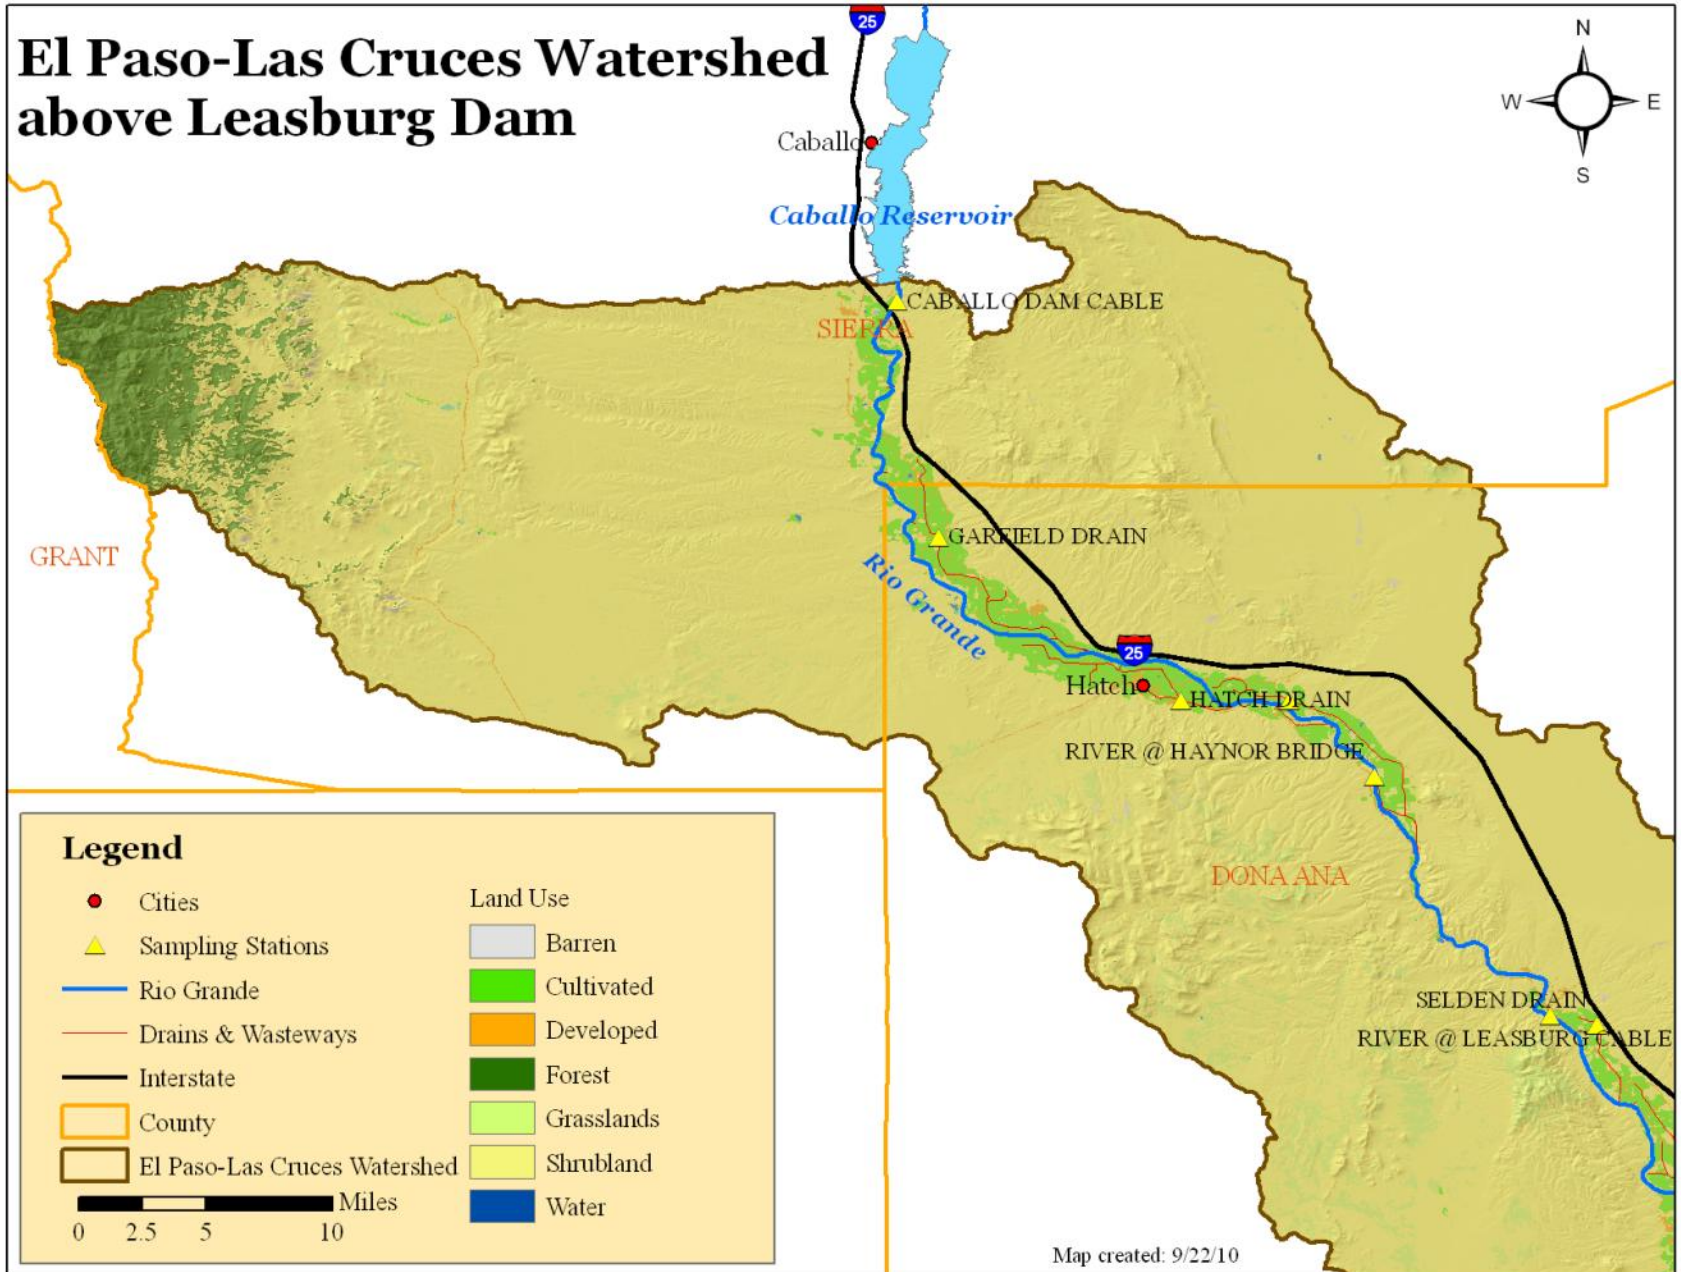 El Paso-Las Cruces Watershed
above Leasburg Dam
25
N
W
E
S
Caballo
Caballo Reservoir
CABALLO DAM CABLE
SIERRA
GRANT
GARFIELD DRAIN
Rio Grande
25
Hatch
HATCH DRAIN
RIVER @ HAYNOR BRIDGE
DONA ANA
SELDEN DRAIN
RIVER @ LEASBURG CABLE
Legend
Cities
Sampling Stations
Rio Grande
Drains & Wasteways
Interstate
County
El Paso-Las Cruces Watershed
Miles
0 2.5 5 10
Land Use
Barren
Cultivated
Developed
Forest
Grasslands
Shrubland
Water
Map created: 9/22/10